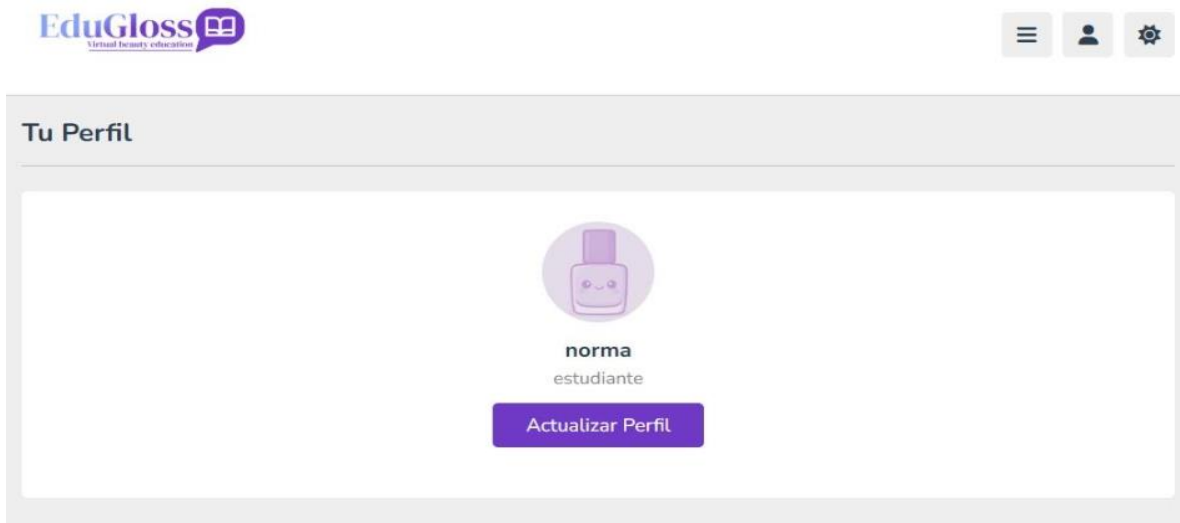 EduGloss
Virtual beauty education
Tu Perfil
norma
estudiante
Actualizar Perfil